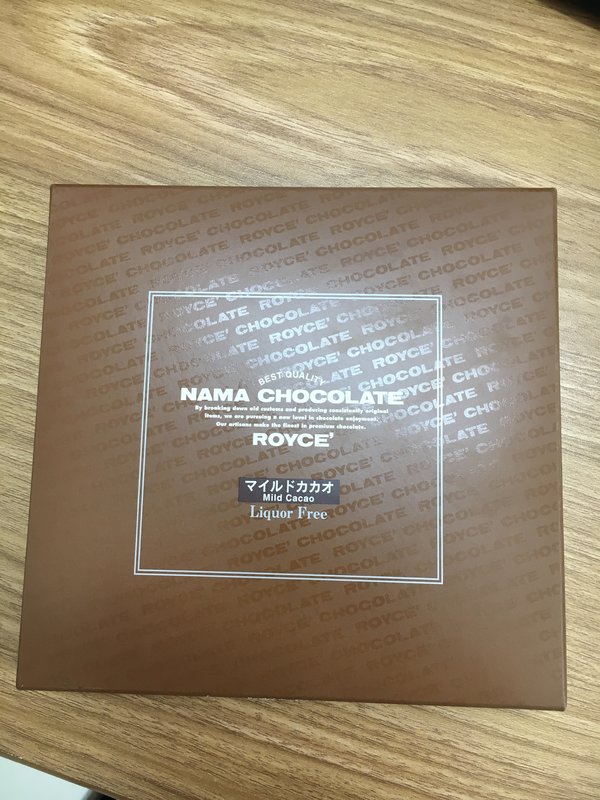 BEST QUALITY
NAMA CHOCOLATE
By breaking down old customs and producing consistently original
items, we are pursuing a new level in chocolate enjoyment.
Our artisans make the finest in premium chocolate.
ROYCE'
マイルドカカオ
Mild Cacao
Liquor Free
ROYCE' CHOCOLATE ROYCE' CHOCOLATE